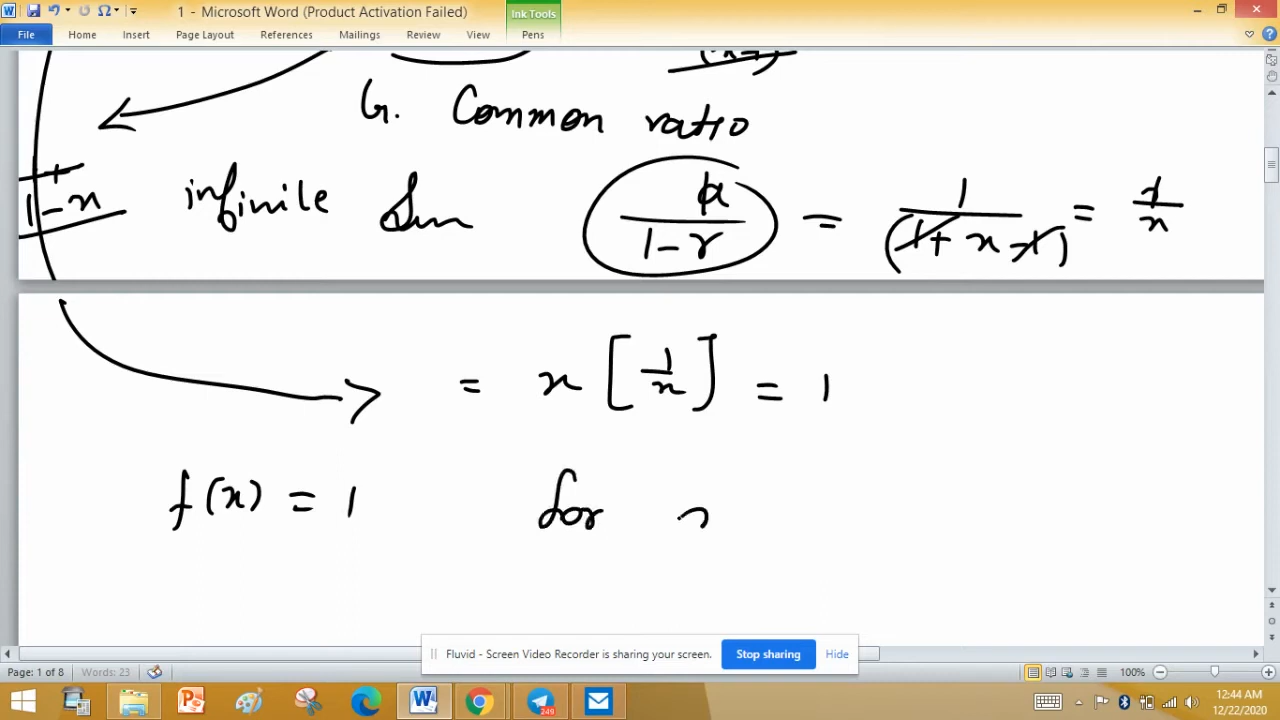 1 - Microsoft Word (Product Activation Failed)
Ink Tools
File Home Insert Page Layout References Mailings Review View Pens
G. Common ratio
1-x infinile Sum a/1-r = 1/(1+x-1) = 1/x
= x [1/x] = 1
f(x) = 1 for
Fluvid - Screen Video Recorder is sharing your screen. Stop sharing Hide
Page: 1 of 8 Words: 23 100%
249
12:44 AM
12/22/2020